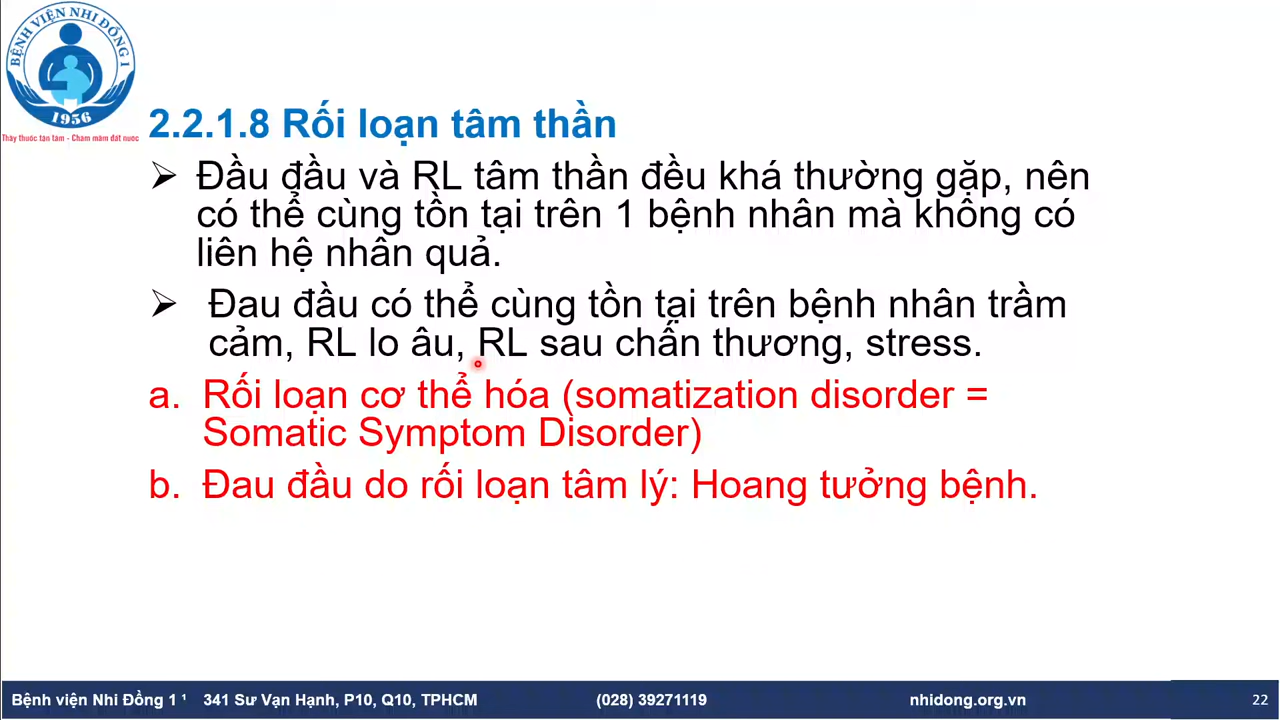 BỆNH VIỆN NHI ĐỒNG 1
1956
Thầy thuốc tận tâm - Chăm mầm đất nước
2.2.1.8 Rối loạn tâm thần
➢ Đầu đầu và RL tâm thần đều khá thường gặp, nên
có thể cùng tồn tại trên 1 bệnh nhân mà không có
liên hệ nhân quả.
➢ Đau đầu có thể cùng tồn tại trên bệnh nhân trầm
cảm, RL lo âu, RL sau chấn thương, stress.
a. Rối loạn cơ thể hóa (somatization disorder =
Somatic Symptom Disorder)
b. Đau đầu do rối loạn tâm lý: Hoang tưởng bệnh.
Bệnh viện Nhi Đồng 1 ¹ 341 Sư Vạn Hạnh, P10, Q10, TPHCM (028) 39271119 nhidong.org.vn 22